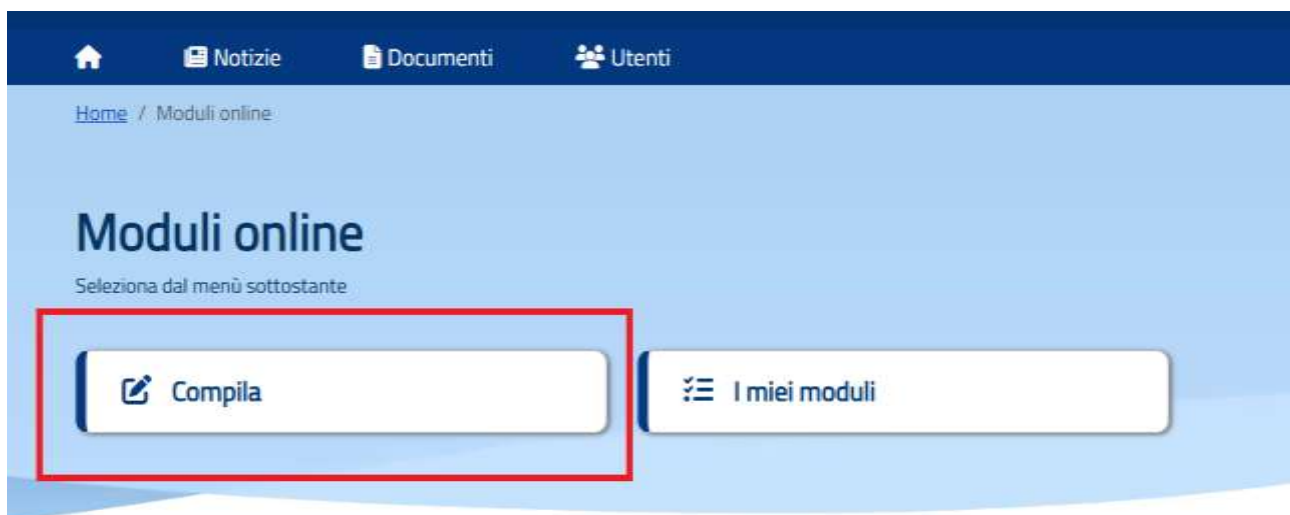 Notizie Documenti Utenti
Home / Moduli online
Moduli online
Seleziona dal menù sottostante
Compila I miei moduli